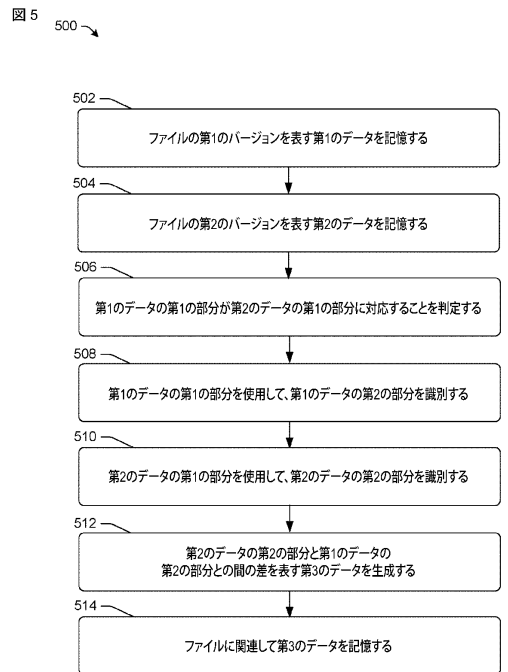 図５
500
502
ファイルの第1のバージョンを表す第1のデータを記憶する
504
ファイルの第2のバージョンを表す第2のデータを記憶する
506
第1のデータの第1の部分が第2のデータの第1の部分に対応することを判定する
508
第1のデータの第1の部分を使用して、第1のデータの第2の部分を識別する
510
第2のデータの第1の部分を使用して、第2のデータの第2の部分を識別する
512
第2のデータの第2の部分と第1のデータの
第2の部分との間の差を表す第3のデータを生成する
514
ファイルに関連して第3のデータを記憶する